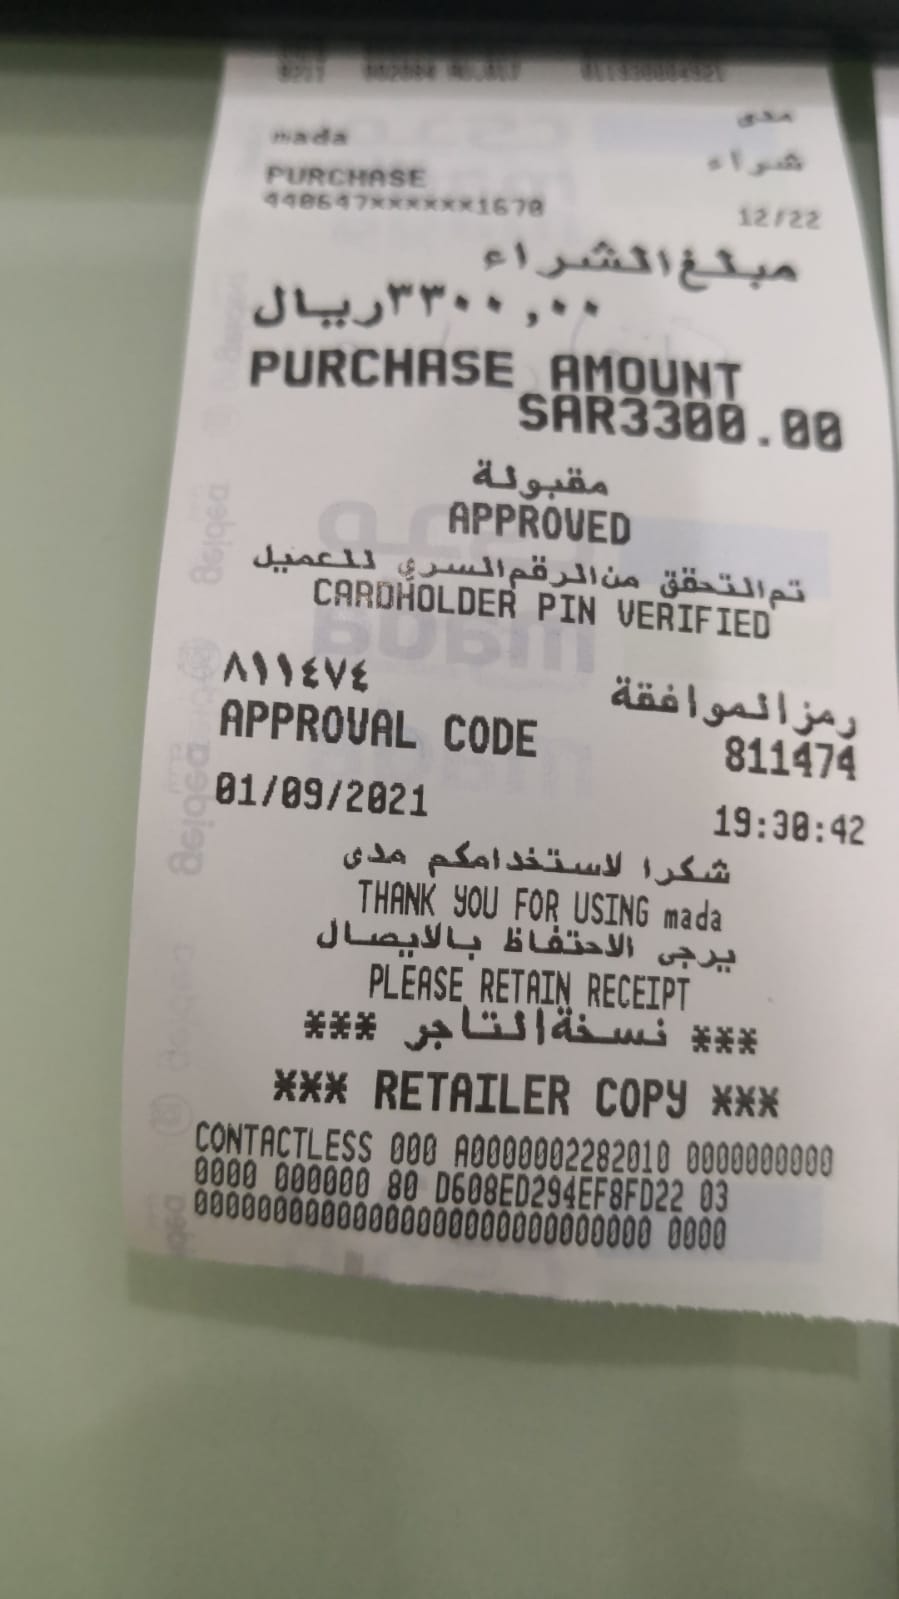 mada مدى
PURCHASE شراء
440647xxxxxx1670 12/22
مبلغ الشراء
٣٣٠٠,٠٠ ريال
PURCHASE AMOUNT
SAR3300.00
مقبولة
APPROVED
تم التحقق من الرقم السري للعميل
CARDHOLDER PIN VERIFIED
رمز الموافقة ٨١١٤٧٤
APPROVAL CODE 811474
01/09/2021 19:30:42
شكرا لاستخدامكم مدى
THANK YOU FOR USING mada
يرجى الاحتفاظ بالايصال
PLEASE RETAIN RECEIPT
*** نسخة التاجر ***
*** RETAILER COPY ***
CONTACTLESS 000 A0000002282010 0000000000
0000 000000 80 D608ED294EF8FD22 03
0000
geidea
geidea